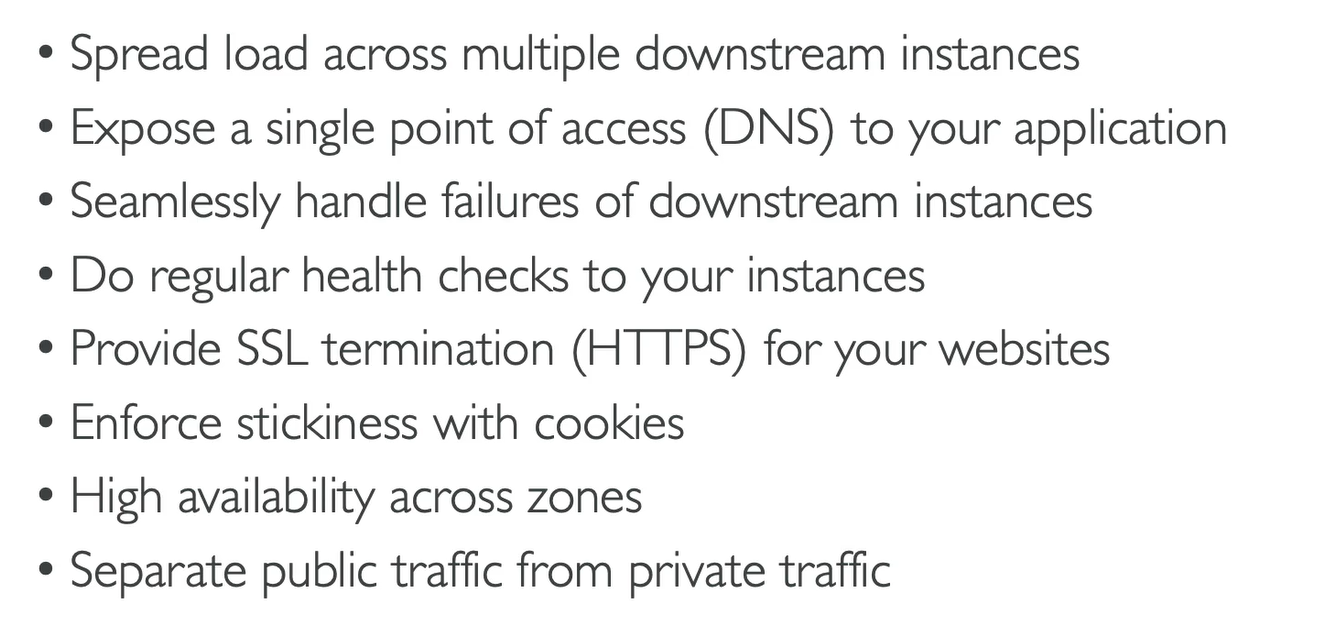 • Spread load across multiple downstream instances
• Expose a single point of access (DNS) to your application
• Seamlessly handle failures of downstream instances
• Do regular health checks to your instances
• Provide SSL termination (HTTPS) for your websites
• Enforce stickiness with cookies
• High availability across zones
• Separate public traffic from private traffic